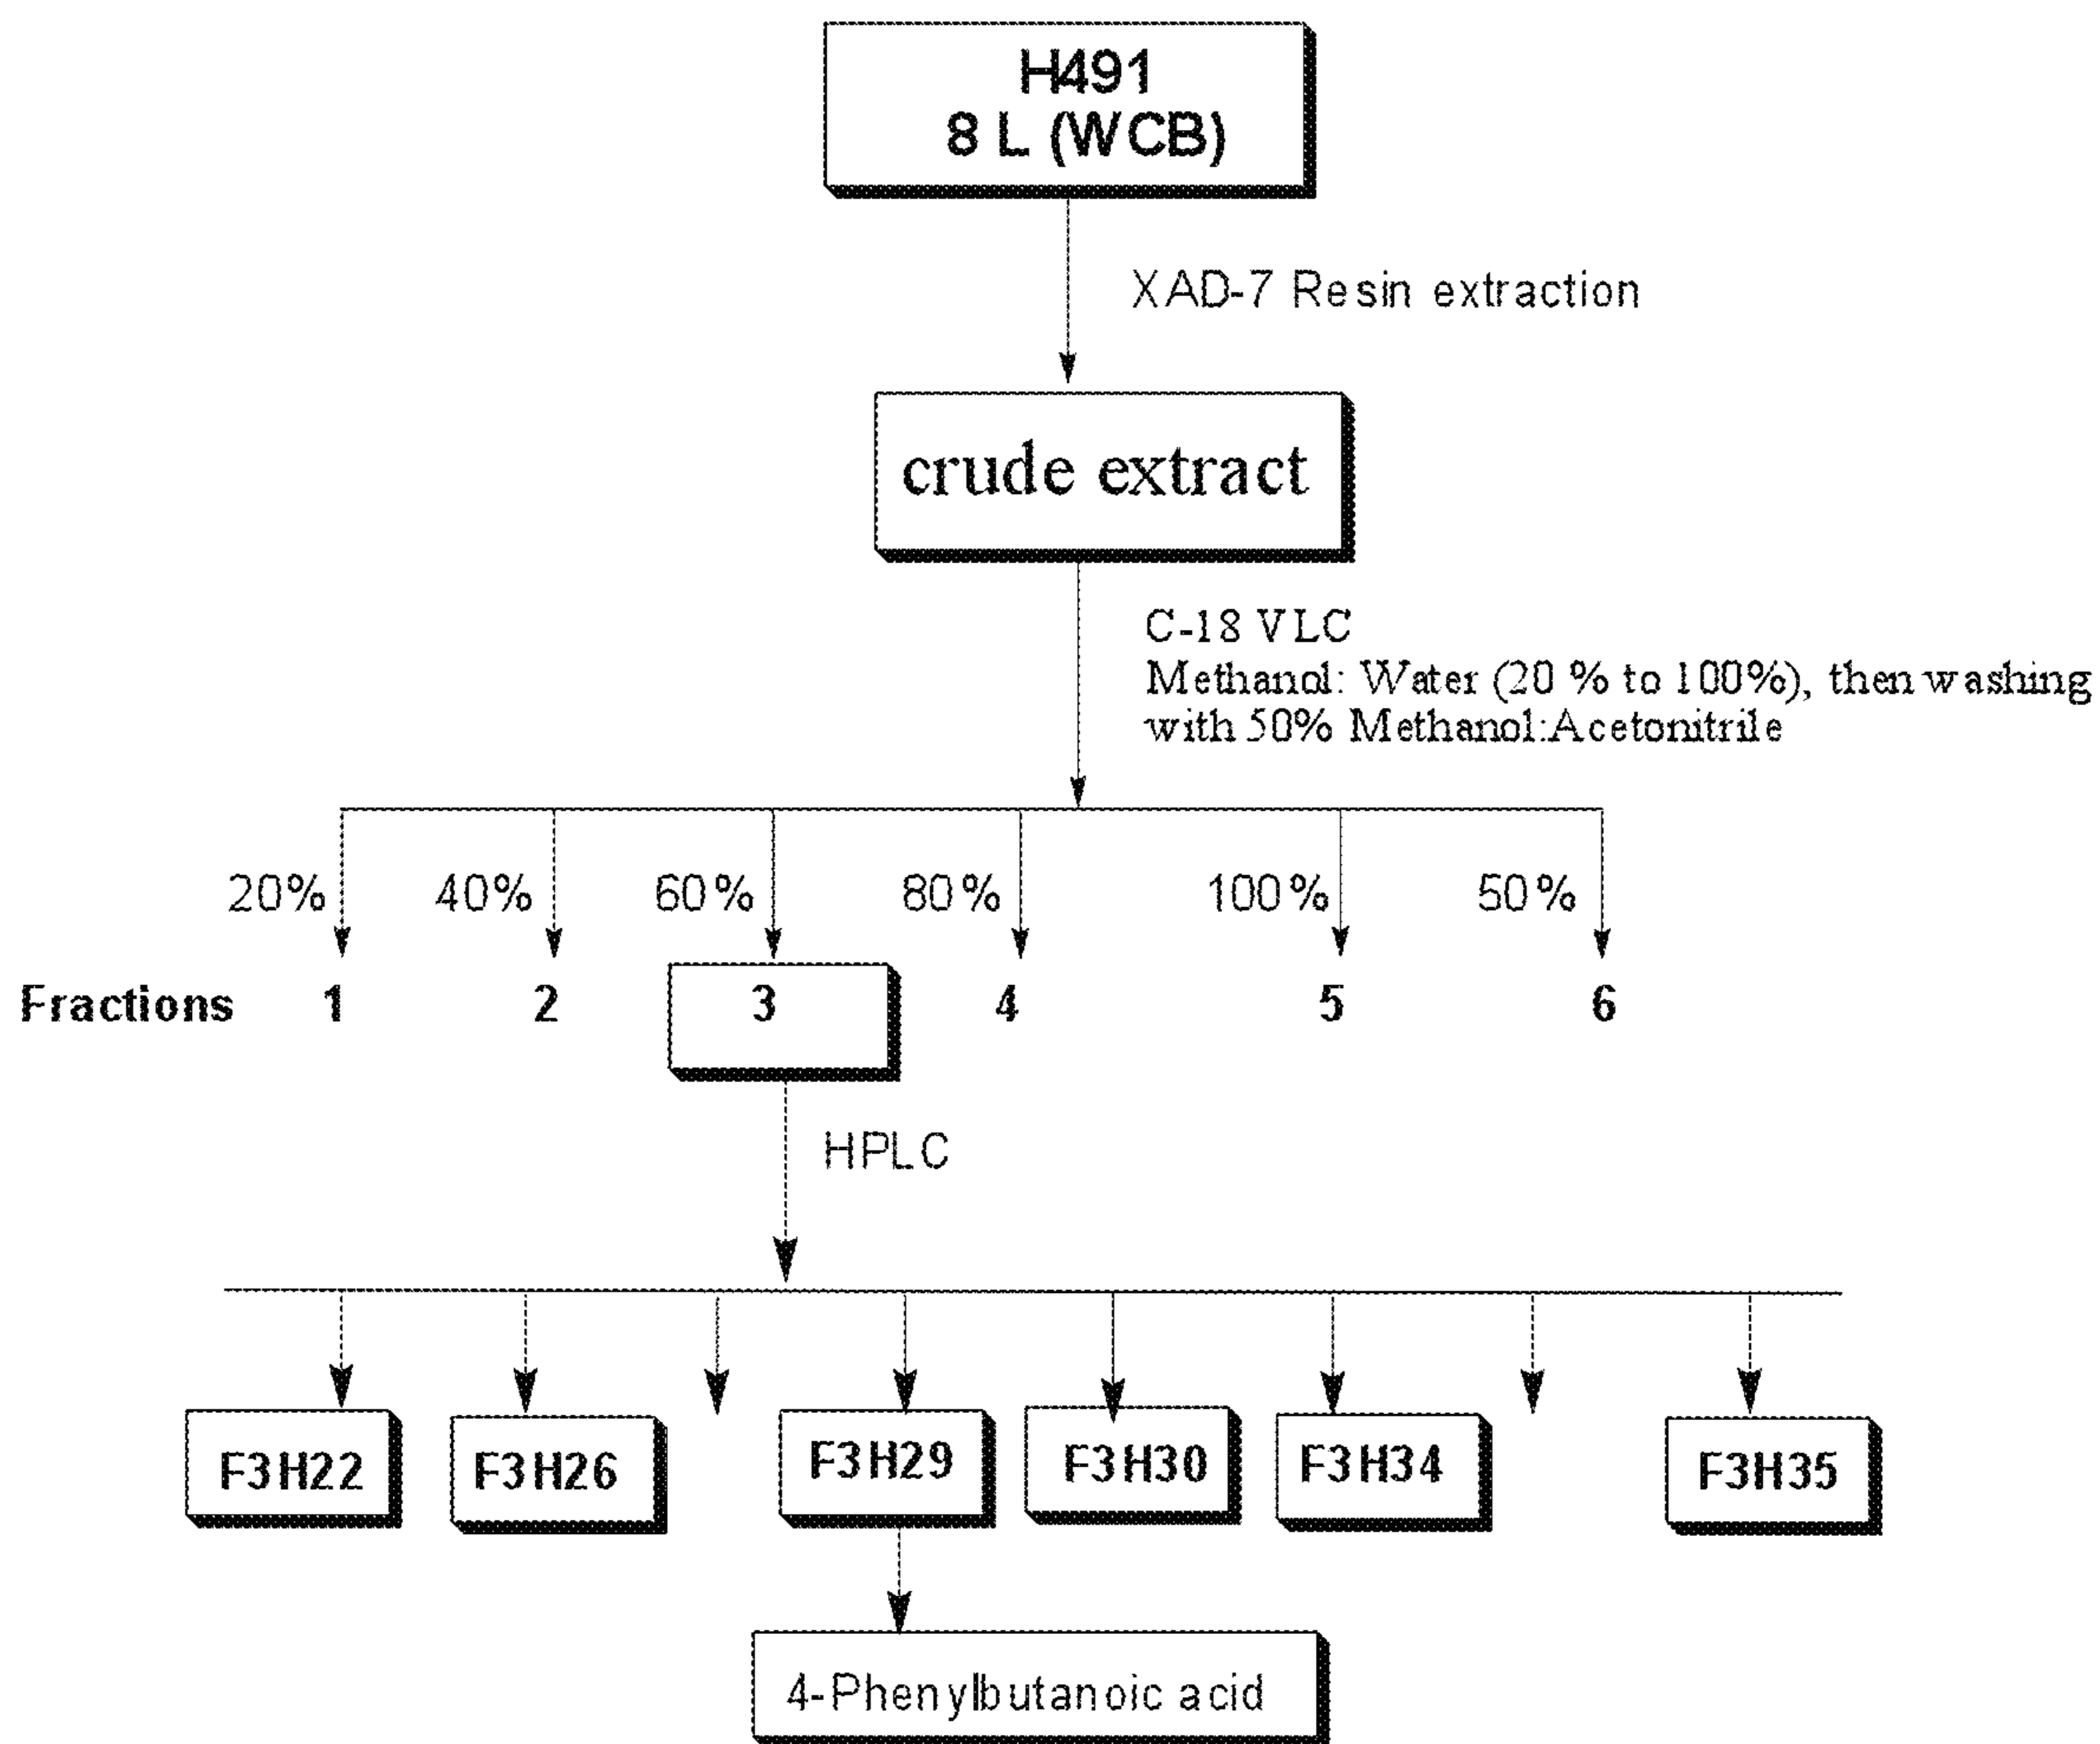 H491
8 L (WCB)
XAD-7 Resin extraction
crude extract
C-18 VLC
Methanol: Water (20 % to 100%), then washing
with 50% Methanol:Acetonitrile
20% 40% 60% 80% 100% 50%
Fractions 1 2 3 4 5 6
HPLC
F3H22 F3H26 F3H29 F3H30 F3H34 F3H35
4-Phenylbutanoic acid